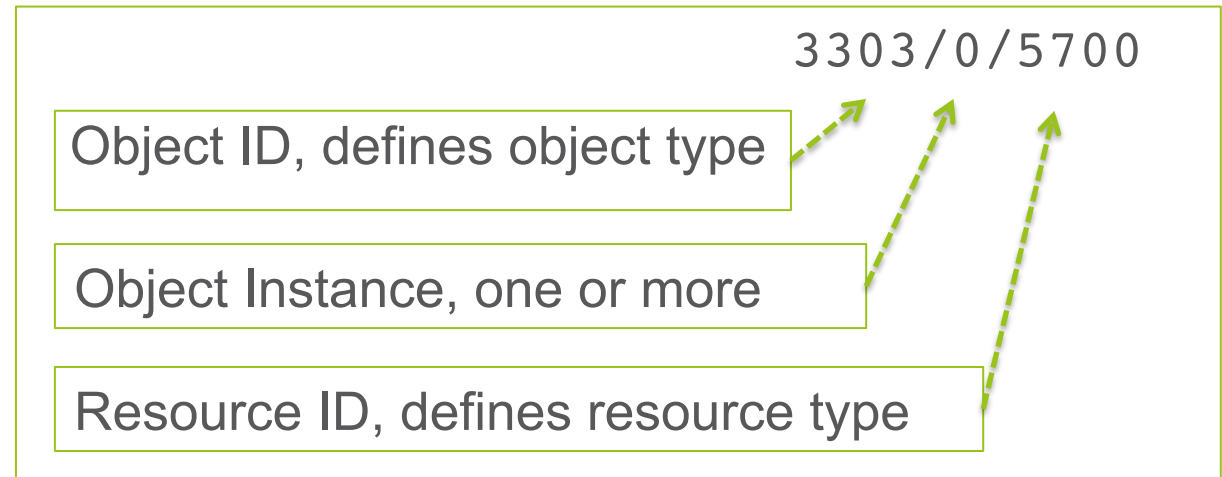 3303/0/5700
Object ID, defines object type
Object Instance, one or more
Resource ID, defines resource type